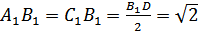 A₁B₁ = C₁B₁ = B₁D/2 = √2